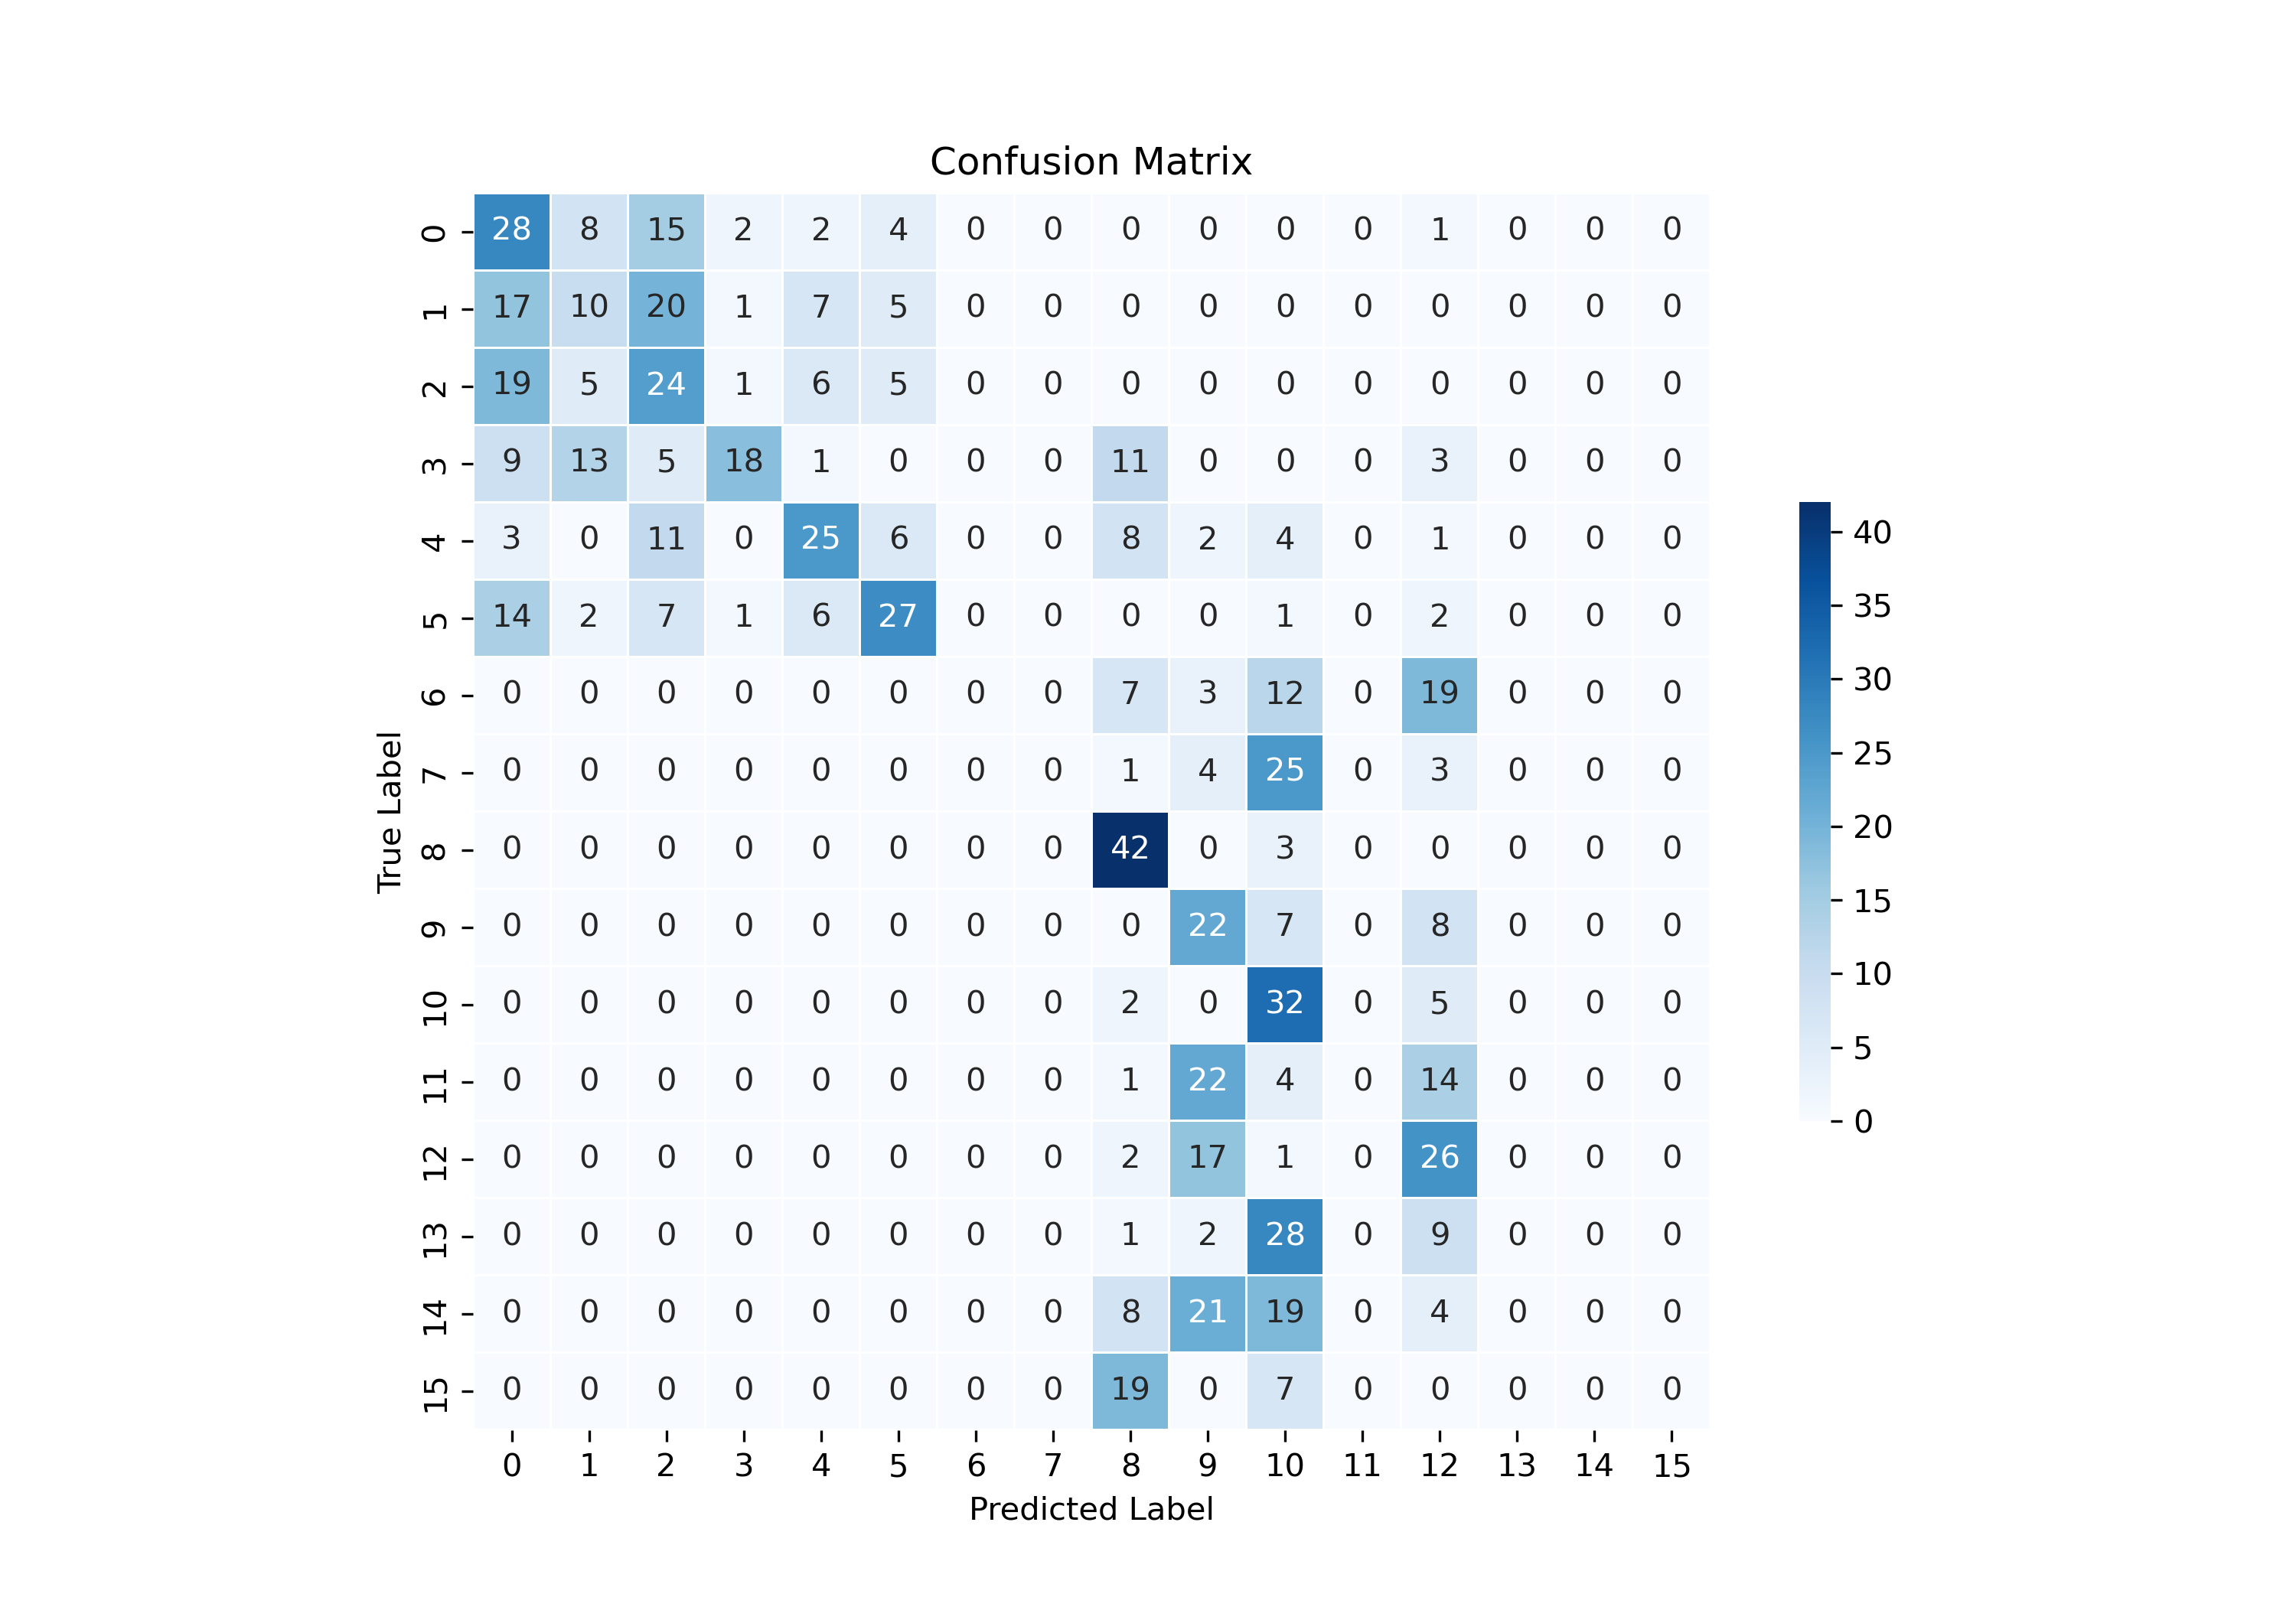 Confusion Matrix
0 28 8 15 2 2 4 0 0 0 0 0 0 1 0 0 0
1 17 10 20 1 7 5 0 0 0 0 0 0 0 0 0 0
2 19 5 24 1 6 5 0 0 0 0 0 0 0 0 0 0
3 9 13 5 18 1 0 0 0 11 0 0 0 3 0 0 0
4 3 0 11 0 25 6 0 0 8 2 4 0 1 0 0 0
5 14 2 7 1 6 27 0 0 0 0 1 0 2 0 0 0
6 0 0 0 0 0 0 0 0 7 3 12 0 19 0 0 0
7 0 0 0 0 0 0 0 0 1 4 25 0 3 0 0 0
8 0 0 0 0 0 0 0 0 42 0 3 0 0 0 0 0
9 0 0 0 0 0 0 0 0 0 22 7 0 8 0 0 0
10 0 0 0 0 0 0 0 0 2 0 32 0 5 0 0 0
11 0 0 0 0 0 0 0 0 1 22 4 0 14 0 0 0
12 0 0 0 0 0 0 0 0 2 17 1 0 26 0 0 0
13 0 0 0 0 0 0 0 0 1 2 28 0 9 0 0 0
14 0 0 0 0 0 0 0 0 8 21 19 0 4 0 0 0
15 0 0 0 0 0 0 0 0 19 0 7 0 0 0 0 0
0 1 2 3 4 5 6 7 8 9 10 11 12 13 14 15
Predicted Label
True Label
40
35
30
25
20
15
10
5
0